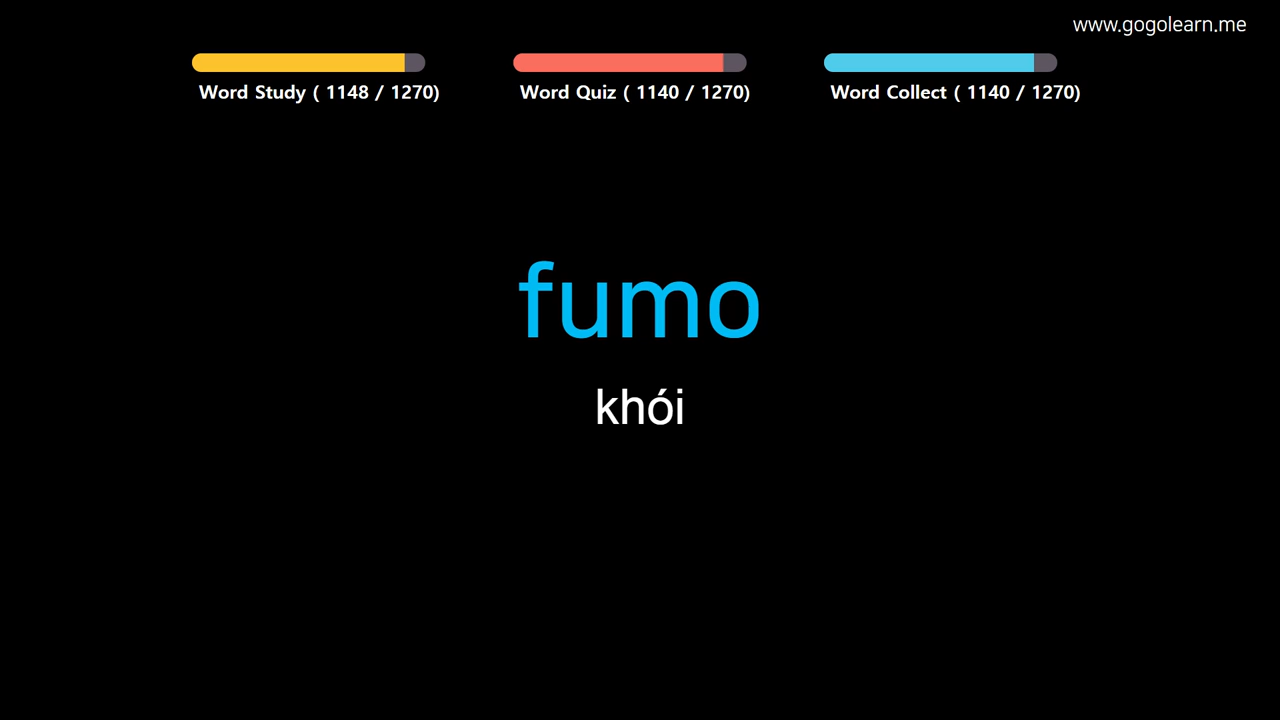 www.gogolearn.me
Word Study ( 1148 / 1270)
Word Quiz ( 1140 / 1270)
Word Collect ( 1140 / 1270)
fumo
khói